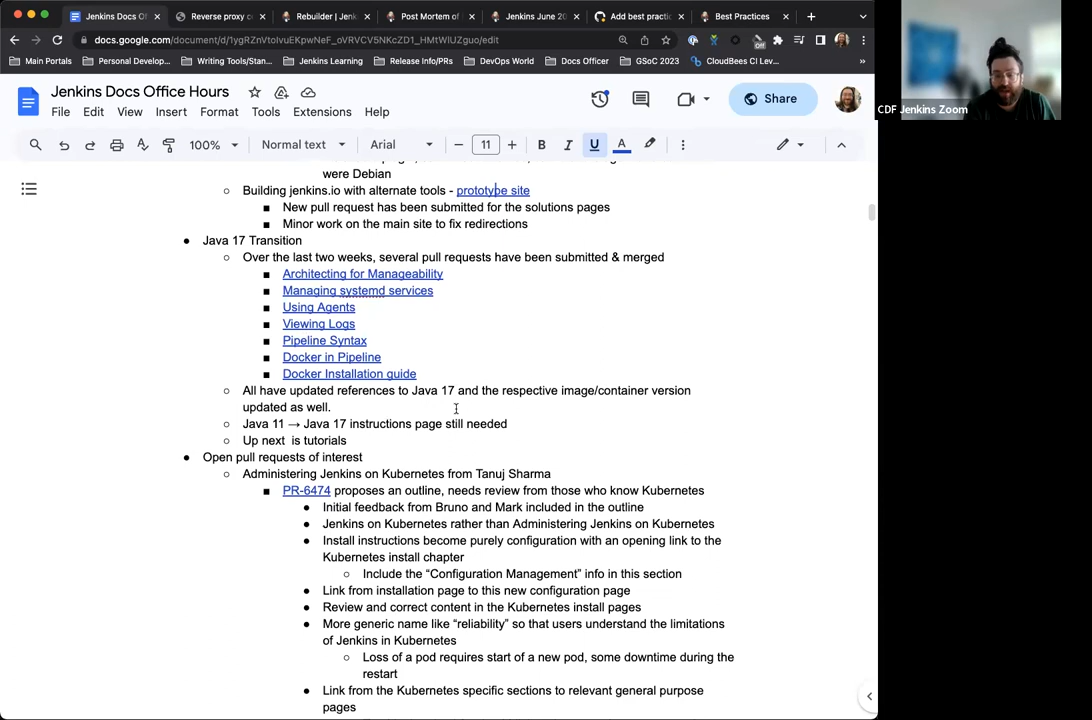 Jenkins Docs Of
Reverse proxy c
Rebuilder | Jenk
Post Mortem of
Jenkins June 20
Add best practic
Best Practices
docs.google.com/document/d/1ygRZnVtoIvuEKpwNeF_oVRVCV5NKcZD1_HMtWlUZguo/edit
Off
Main Portals
Personal Develop...
Writing Tools/Stan...
Jenkins Learning
Release Info/PRs
DevOps World
Docs Officer
GSoC 2023
CloudBees CI Lev...
Jenkins Docs Office Hours
File Edit View Insert Format Tools Extensions Help
Share
CDF Jenkins Zoom
100% Normal text Arial 11 B I U A
were Debian
Building jenkins.io with alternate tools - prototype site
New pull request has been submitted for the solutions pages
Minor work on the main site to fix redirections
Java 17 Transition
Over the last two weeks, several pull requests have been submitted & merged
Architecting for Manageability
Managing systemd services
Using Agents
Viewing Logs
Pipeline Syntax
Docker in Pipeline
Docker Installation guide
All have updated references to Java 17 and the respective image/container version
updated as well.
Java 11 → Java 17 instructions page still needed
Up next is tutorials
Open pull requests of interest
Administering Jenkins on Kubernetes from Tanuj Sharma
PR-6474 proposes an outline, needs review from those who know Kubernetes
Initial feedback from Bruno and Mark included in the outline
Jenkins on Kubernetes rather than Administering Jenkins on Kubernetes
Install instructions become purely configuration with an opening link to the
Kubernetes install chapter
Include the “Configuration Management” info in this section
Link from installation page to this new configuration page
Review and correct content in the Kubernetes install pages
More generic name like “reliability” so that users understand the limitations
of Jenkins in Kubernetes
Loss of a pod requires start of a new pod, some downtime during the
restart
Link from the Kubernetes specific sections to relevant general purpose
pages